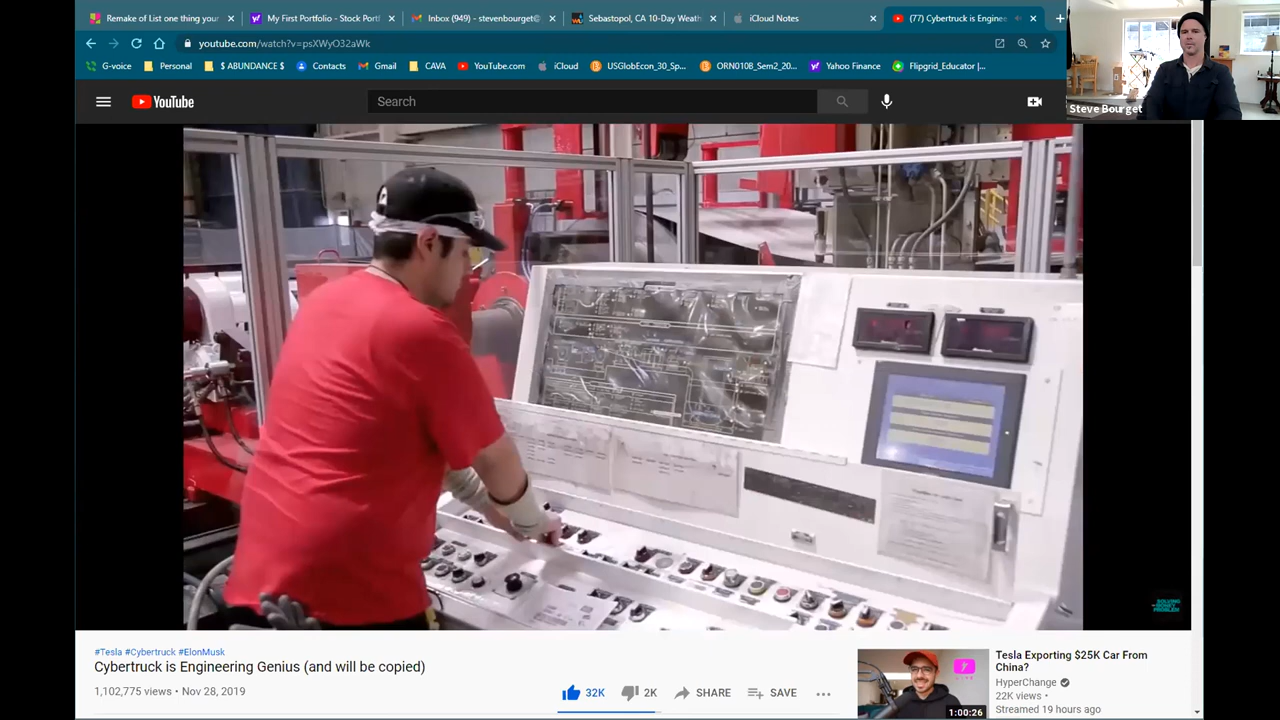 Remake of List one thing your
My First Portfolio - Stock Portf
Inbox (949) - stevenbourget@
Sebastopol, CA 10-Day Weath
iCloud Notes
(77) Cybertruck is Enginee
youtube.com/watch?v=psXWyO32aWk
G-voice
Personal
$ ABUNDANCE $
Contacts
Gmail
CAVA
YouTube.com
iCloud
USGlobEcon_30_Sp...
ORN010B_Sem2_20...
Yahoo Finance
Flipgrid_Educator |...
Steve Bourget
YouTube
Search
SOLVING
MONEY
PROBLEM
#Tesla #Cybertruck #ElonMusk
Cybertruck is Engineering Genius (and will be copied)
1,102,775 views • Nov 28, 2019
32K
2K
SHARE
SAVE
Tesla Exporting $25K Car From
China?
HyperChange
22K views •
Streamed 19 hours ago
1:00:26